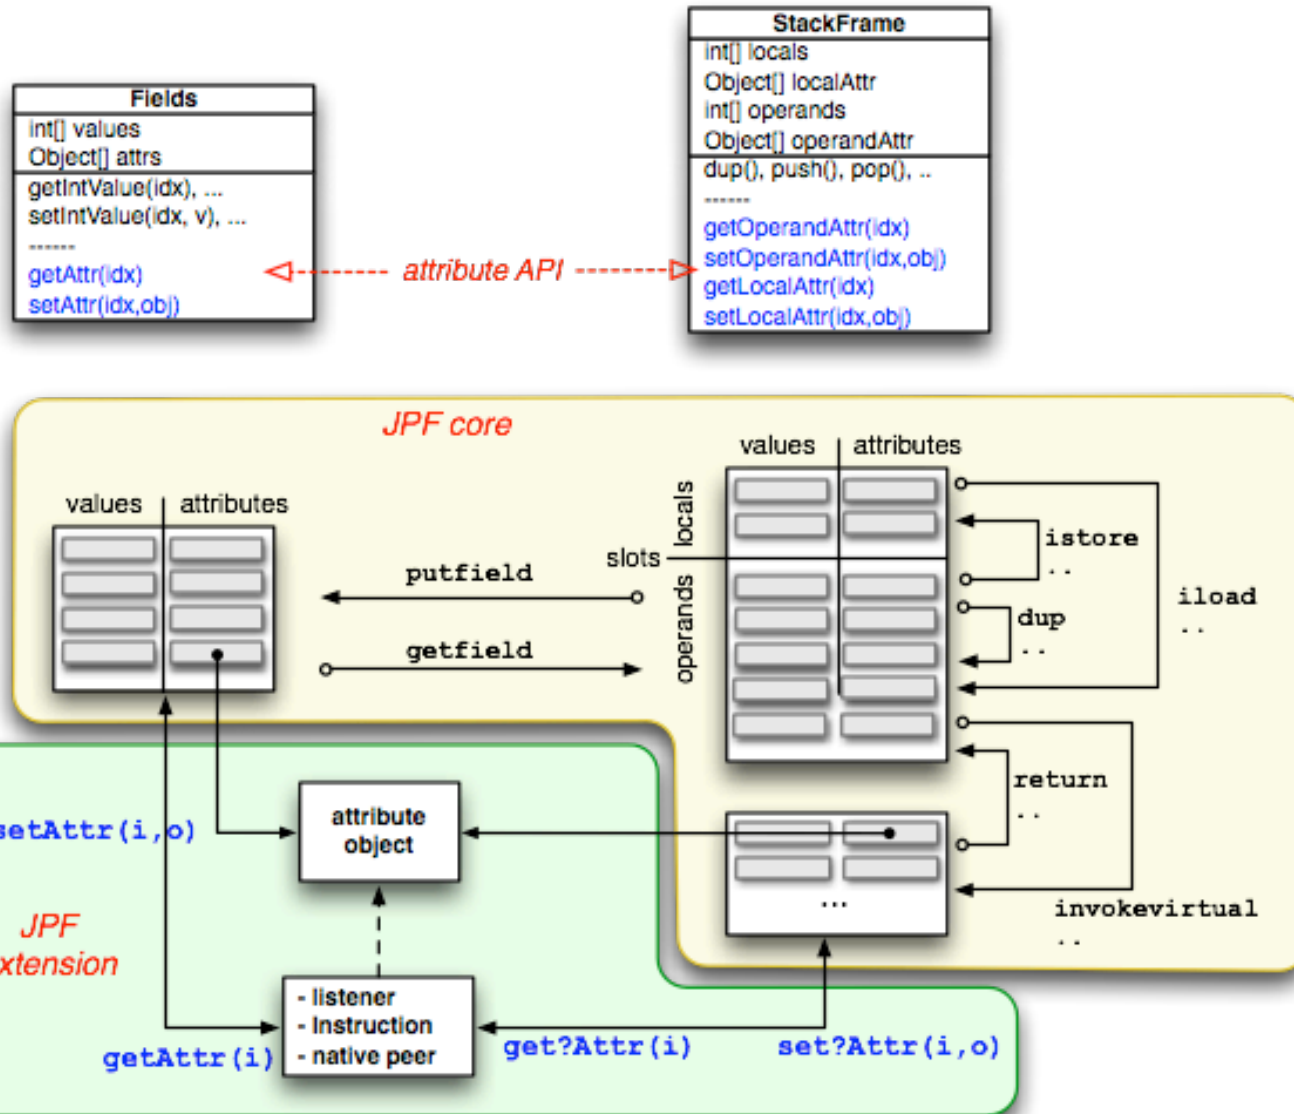 StackFrame
int[] locals
Object[] localAttr
int[] operands
Object[] operandAttr
dup(), push(), pop(), ..
------
getOperandAttr(idx)
setOperandAttr(idx,obj)
getLocalAttr(idx)
setLocalAttr(idx,obj)
Fields
int[] values
Object[] attrs
getIntValue(idx), ...
setIntValue(idx, v), ...
------
getAttr(idx)
setAttr(idx,obj)
attribute API
JPF core
values attributes
values attributes
locals
slots
operands
putfield
getfield
istore
..
dup
..
iload
..
return
..
invokevirtual
..
...
setAttr(i,o)
attribute
object
JPF
xtension
- listener
- Instruction
- native peer
getAttr(i)
get?Attr(i)
set?Attr(i,o)